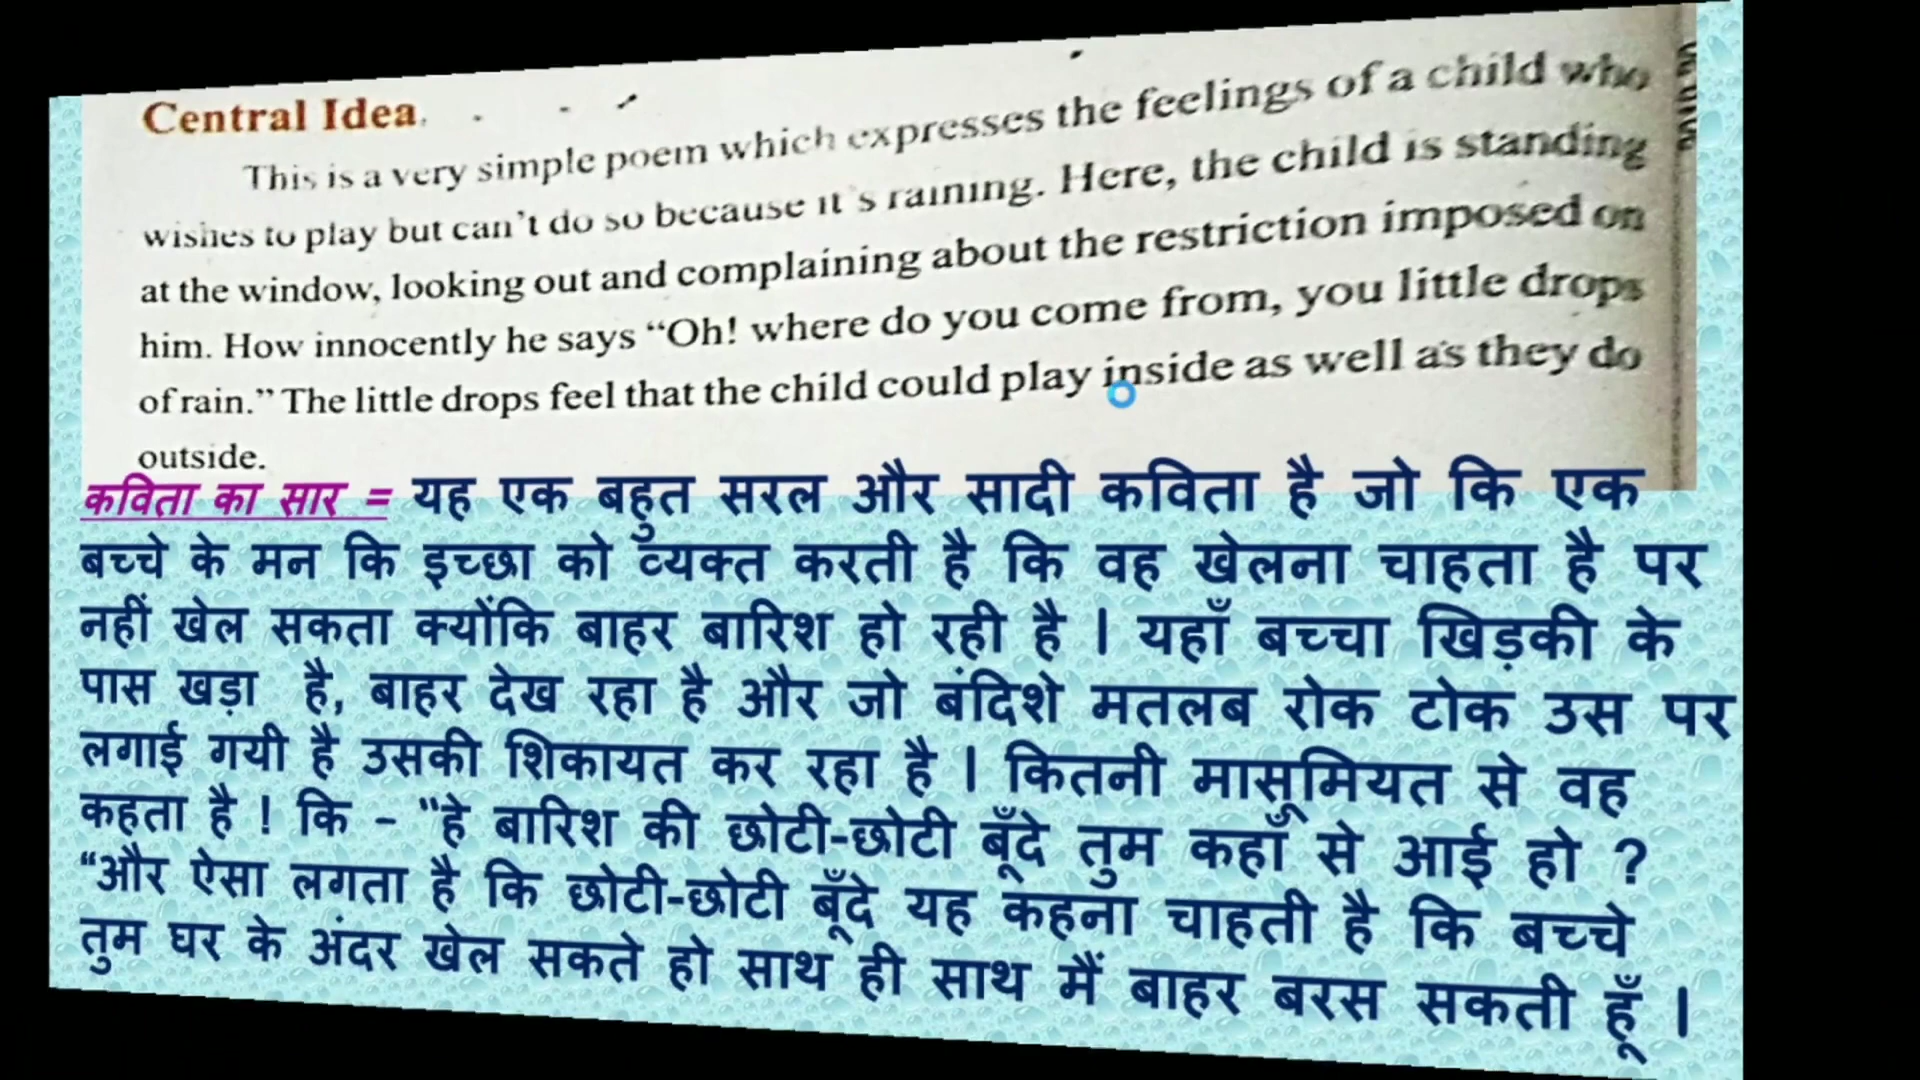 Central Idea.
This is a very simple poem which expresses the feelings of a child who
wishes to play but can't do so because it's raining. Here, the child is standing
at the window, looking out and complaining about the restriction imposed on
him. How innocently he says “Oh! where do you come from, you little drops
of rain.” The little drops feel that the child could play inside as well as they do
outside.
कविता का सार = यह एक बहुत सरल और सादी कविता है जो कि एक
बच्चे के मन कि इच्छा को व्यक्त करती है कि वह खेलना चाहता है पर
नहीं खेल सकता क्योंकि बाहर बारिश हो रही है | यहाँ बच्चा खिड़की के
पास खड़ा है, बाहर देख रहा है और जो बंदिशे मतलब रोक टोक उस पर
लगाई गयी है उसकी शिकायत कर रहा है | कितनी मासूमियत से वह
कहता है ! कि – "हे बारिश की छोटी-छोटी बूँदे तुम कहाँ से आई हो ?
“और ऐसा लगता है कि छोटी-छोटी बूँदे यह कहना चाहती है कि बच्चे
तुम घर के अंदर खेल सकते हो साथ ही साथ मैं बाहर बरस सकती हूँ |